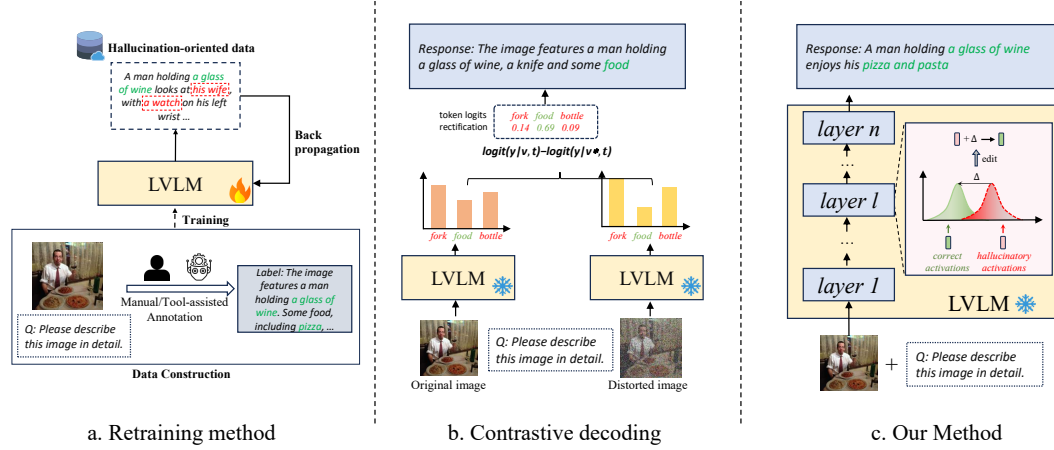 Hallucination-oriented data
A man holding a glass
of wine looks at his wife,
with a watch on his left
wrist ...
Back
propagation
LVLM
Training
Manual/Tool-assisted
Annotation
Label: The image
features a man
holding a glass of
wine. Some food,
including pizza, ...
Q: Please describe
this image in detail.
Data Construction
a. Retraining method
Response: The image features a man holding
a glass of wine, a knife and some food
token logits
rectification
fork food bottle
0.14 0.69 0.09
logit(y|v, t)–logit(y|v*, t)
fork food bottle
fork food bottle
LVLM
LVLM
Q: Please describe
this image in detail.
Original image
Distorted image
b. Contrastive decoding
Response: A man holding a glass of wine
enjoys his pizza and pasta
layer n
...
layer l
...
layer 1
+ Δ
edit
Δ
correct
activations
hallucinatory
activations
LVLM
+
Q: Please describe
this image in detail.
c. Our Method